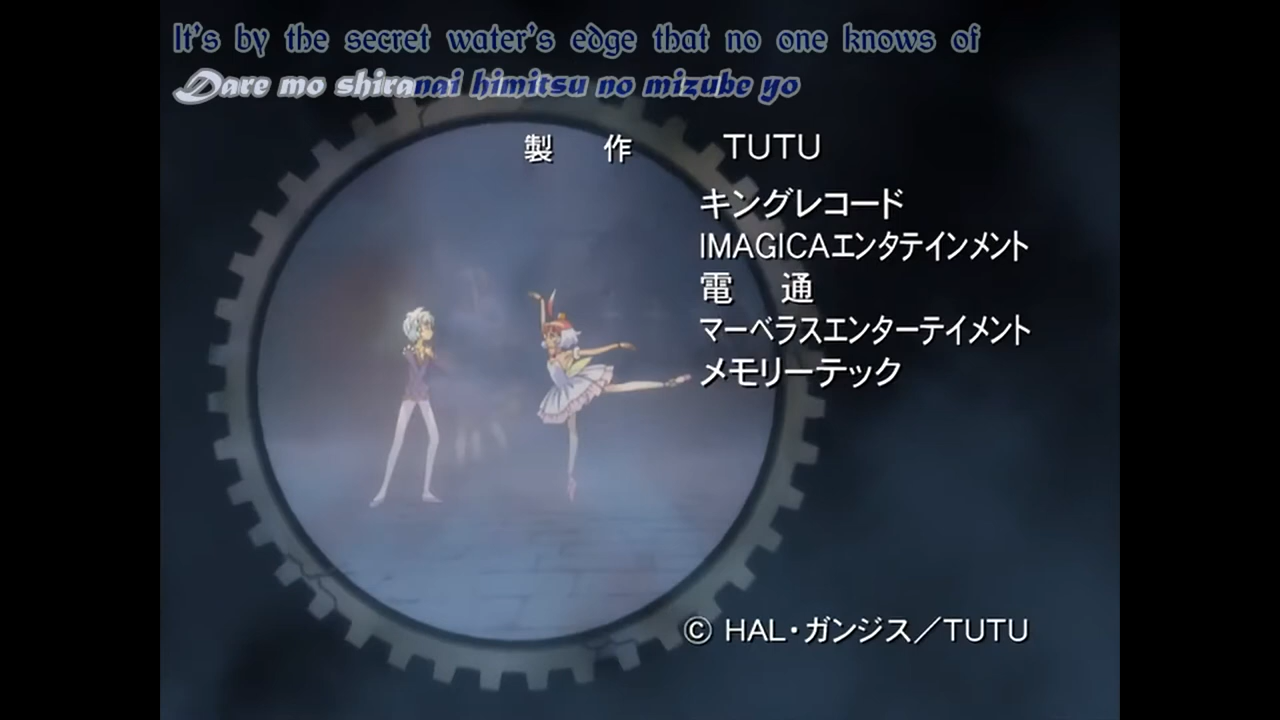 It's by the secret water's edge that no one knows of
Dare mo shiranai himitsu no mizube yo
製 作 TUTU
キングレコード
IMAGICAエンタテインメント
電 通
マーベラスエンターテイメント
メモリーテック
© HAL・ガンジス／TUTU